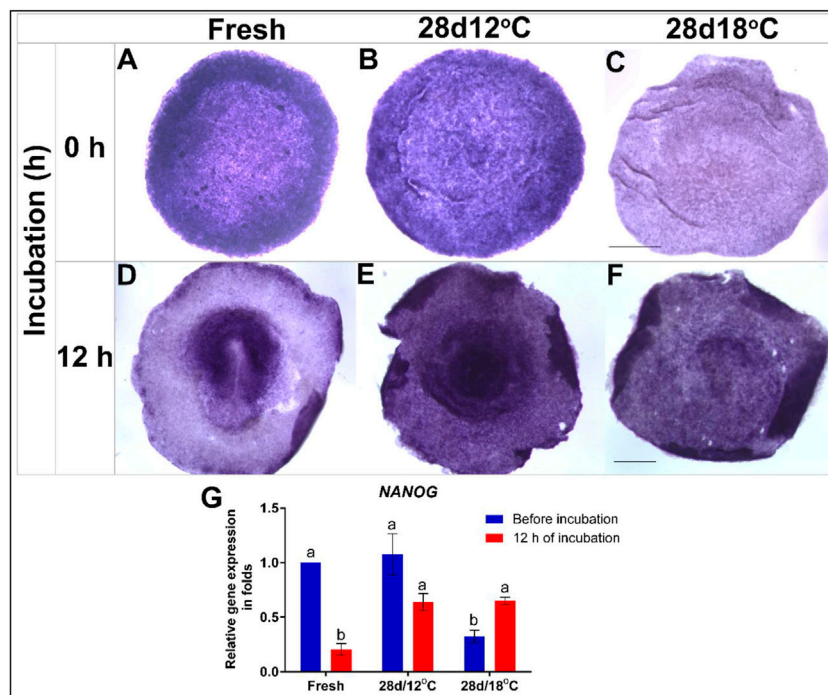 Fresh 28d12°C 28d18°C
Incubation (h)
0 h
A B C
12 h
D E F
G
NANOG
Relative gene expression
in folds
1.5
1.0
0.5
0.0
a b a a b a
Before incubation
12 h of incubation
Fresh 28d/12°C 28d/18°C